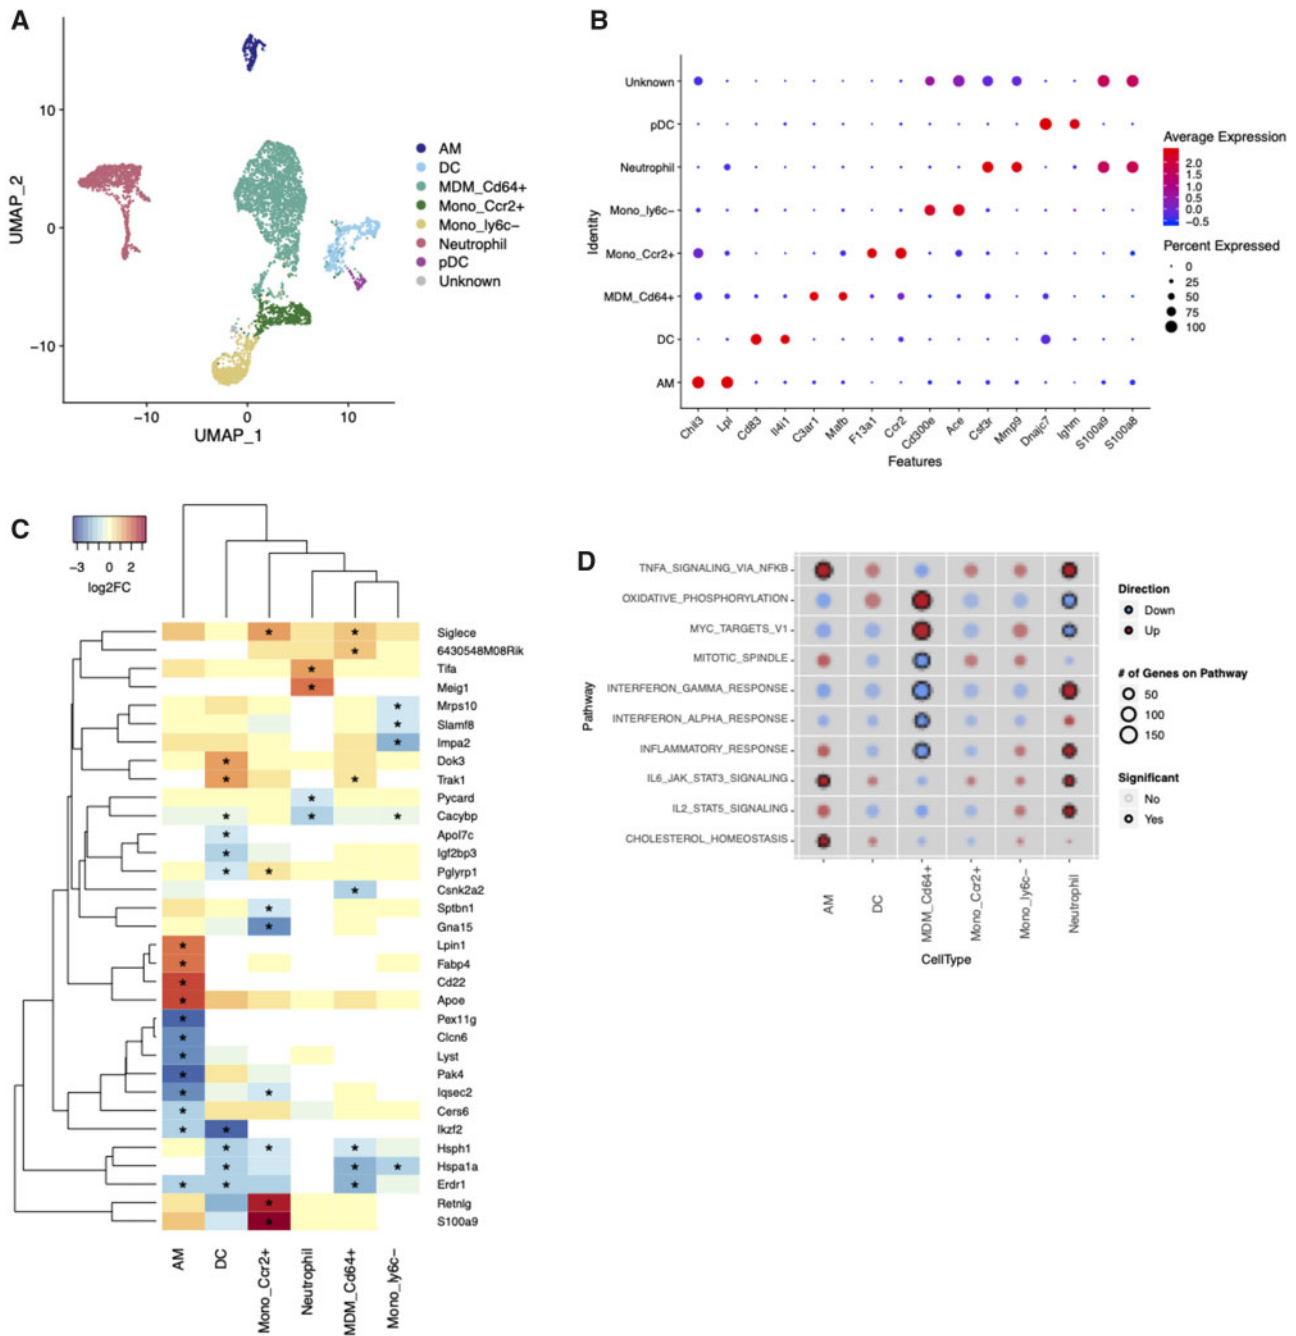 A
UMAP_2
10
0
−10
−10
0
10
UMAP_1
AM
DC
MDM_Cd64+
Mono_Ccr2+
Mono_ly6c−
Neutrophil
pDC
Unknown
B
Identity
Unknown
pDC
Neutrophil
Mono_ly6c−
Mono_Ccr2+
MDM_Cd64+
DC
AM
Chil3
Lpl
Cd83
Il4i1
C3ar1
Mafb
F13a1
Ccr2
Cd300e
Ace
Csf3r
Mmp9
Dnajc7
Ighm
S100a9
S100a8
Features
Average Expression
2.0
1.5
1.0
0.5
0.0
−0.5
Percent Expressed
0
25
50
75
100
C
−3 0 2
log2FC
Siglece
6430548M08Rik
Tifa
Meig1
Mrps10
Slamf8
Impa2
Dok3
Trak1
Pycard
Cacybp
Apol7c
Igf2bp3
Pglyrp1
Csnk2a2
Sptbn1
Gna15
Lpin1
Fabp4
Cd22
Apoe
Pex11g
Clcn6
Lyst
Pak4
Iqsec2
Cers6
Ikzf2
Hsph1
Hspa1a
Erdr1
Retnlg
S100a9
AM
DC
Mono_Ccr2+
Neutrophil
MDM_Cd64+
Mono_ly6c−
D
Pathway
TNFA_SIGNALING_VIA_NFKB
OXIDATIVE_PHOSPHORYLATION
MYC_TARGETS_V1
MITOTIC_SPINDLE
INTERFERON_GAMMA_RESPONSE
INTERFERON_ALPHA_RESPONSE
INFLAMMATORY_RESPONSE
IL6_JAK_STAT3_SIGNALING
IL2_STAT5_SIGNALING
CHOLESTEROL_HOMEOSTASIS
AM
DC
MDM_Cd64+
Mono_Ccr2+
Mono_ly6c−
Neutrophil
CellType
Direction
Down
Up
# of Genes on Pathway
50
100
150
Significant
No
Yes